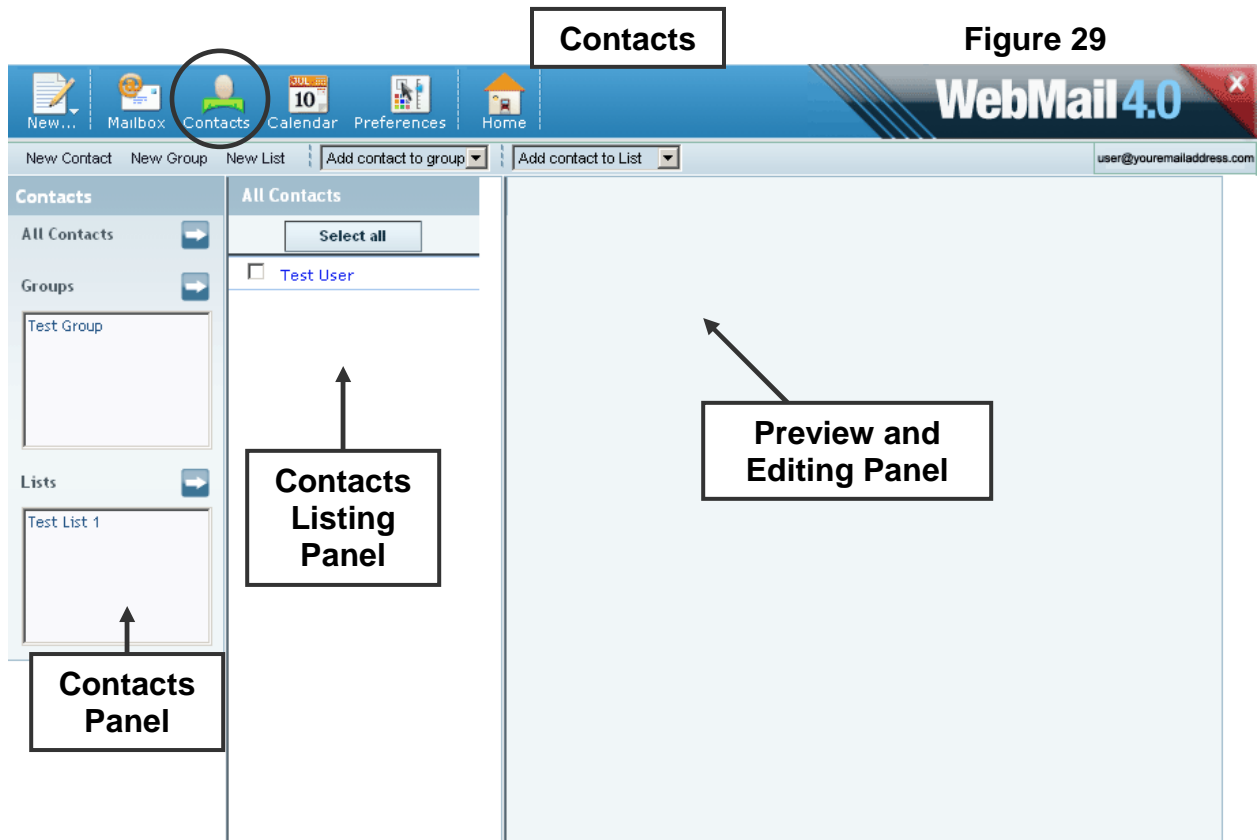 Contacts
Figure 29
New...
Mailbox
Contacts
JUL
10
Calendar
Preferences
Home
WebMail 4.0
x
New Contact
New Group
New List
Add contact to group
Add contact to List
user@youremailaddress.com
Contacts
All Contacts
Groups
Test Group
Lists
Test List 1
All Contacts
Select all
Test User
Contacts
Listing
Panel
Preview and
Editing Panel
Contacts
Panel